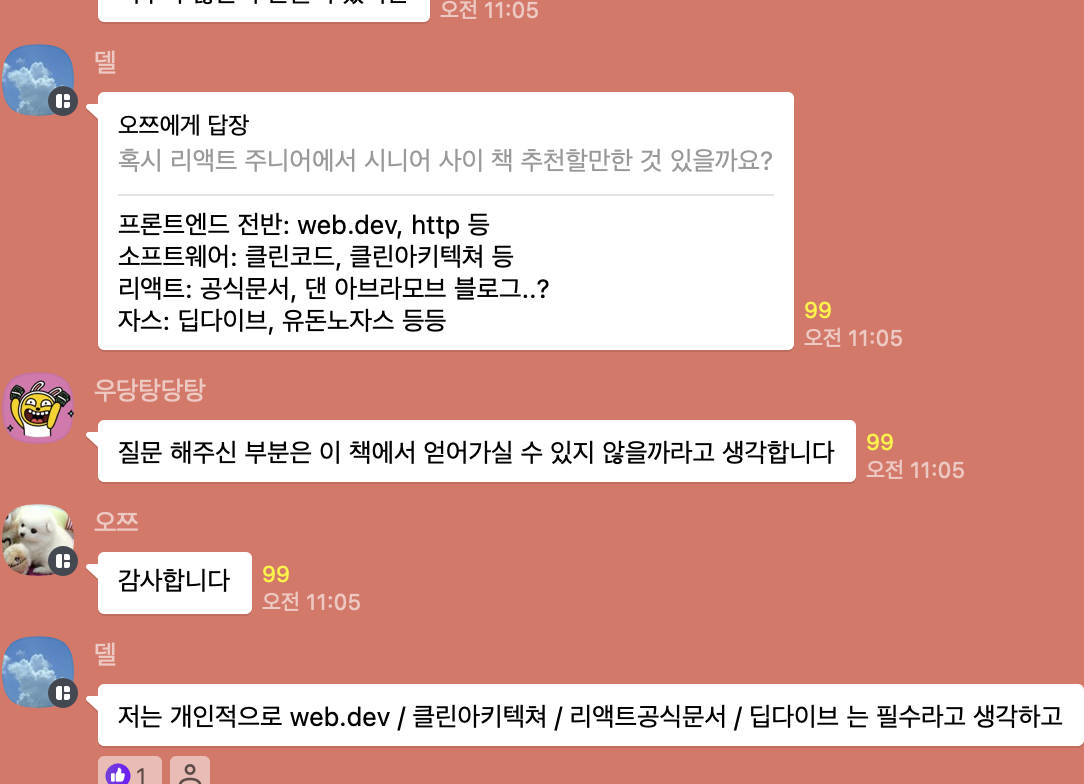 오전 11:05
델
오쯔에게 답장
혹시 리액트 주니어에서 시니어 사이 책 추천할만한 것 있을까요?
프론트엔드 전반: web.dev, http 등
소프트웨어: 클린코드, 클린아키텍쳐 등
리액트: 공식문서, 댄 아브라모브 블로그..?
자스: 딥다이브, 유돈노자스 등등
99
오전 11:05
우당탕당탕
질문 해주신 부분은 이 책에서 얻어가실 수 있지 않을까라고 생각합니다
99
오전 11:05
오쯔
감사합니다
99
오전 11:05
델
저는 개인적으로 web.dev / 클린아키텍쳐 / 리액트공식문서 / 딥다이브 는 필수라고 생각하고
1